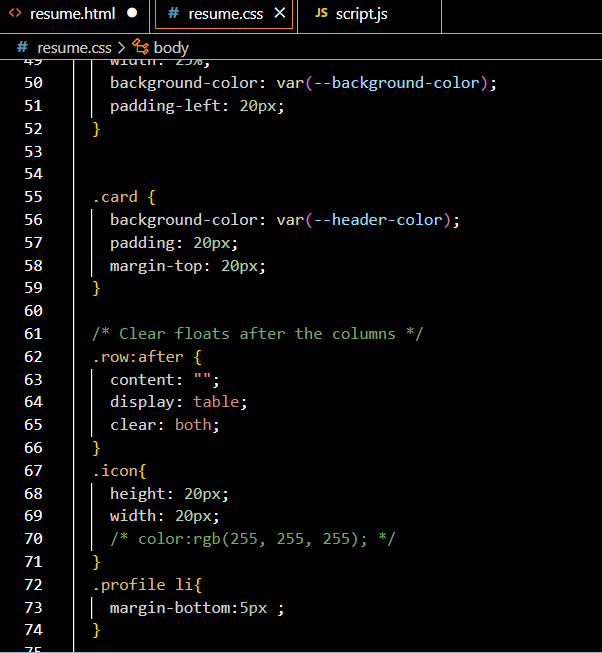 resume.html
resume.css
JS script.js
# resume.css > body
49 width: 25%;
50 background-color: var(--background-color);
51 padding-left: 20px;
52 }
53
54
55 .card {
56 background-color: var(--header-color);
57 padding: 20px;
58 margin-top: 20px;
59 }
60
61 /* Clear floats after the columns */
62 .row:after {
63 content: "";
64 display: table;
65 clear: both;
66 }
67 .icon{
68 height: 20px;
69 width: 20px;
70 /* color:rgb(255, 255, 255); */
71 }
72 .profile li{
73 margin-bottom:5px ;
74 }
75